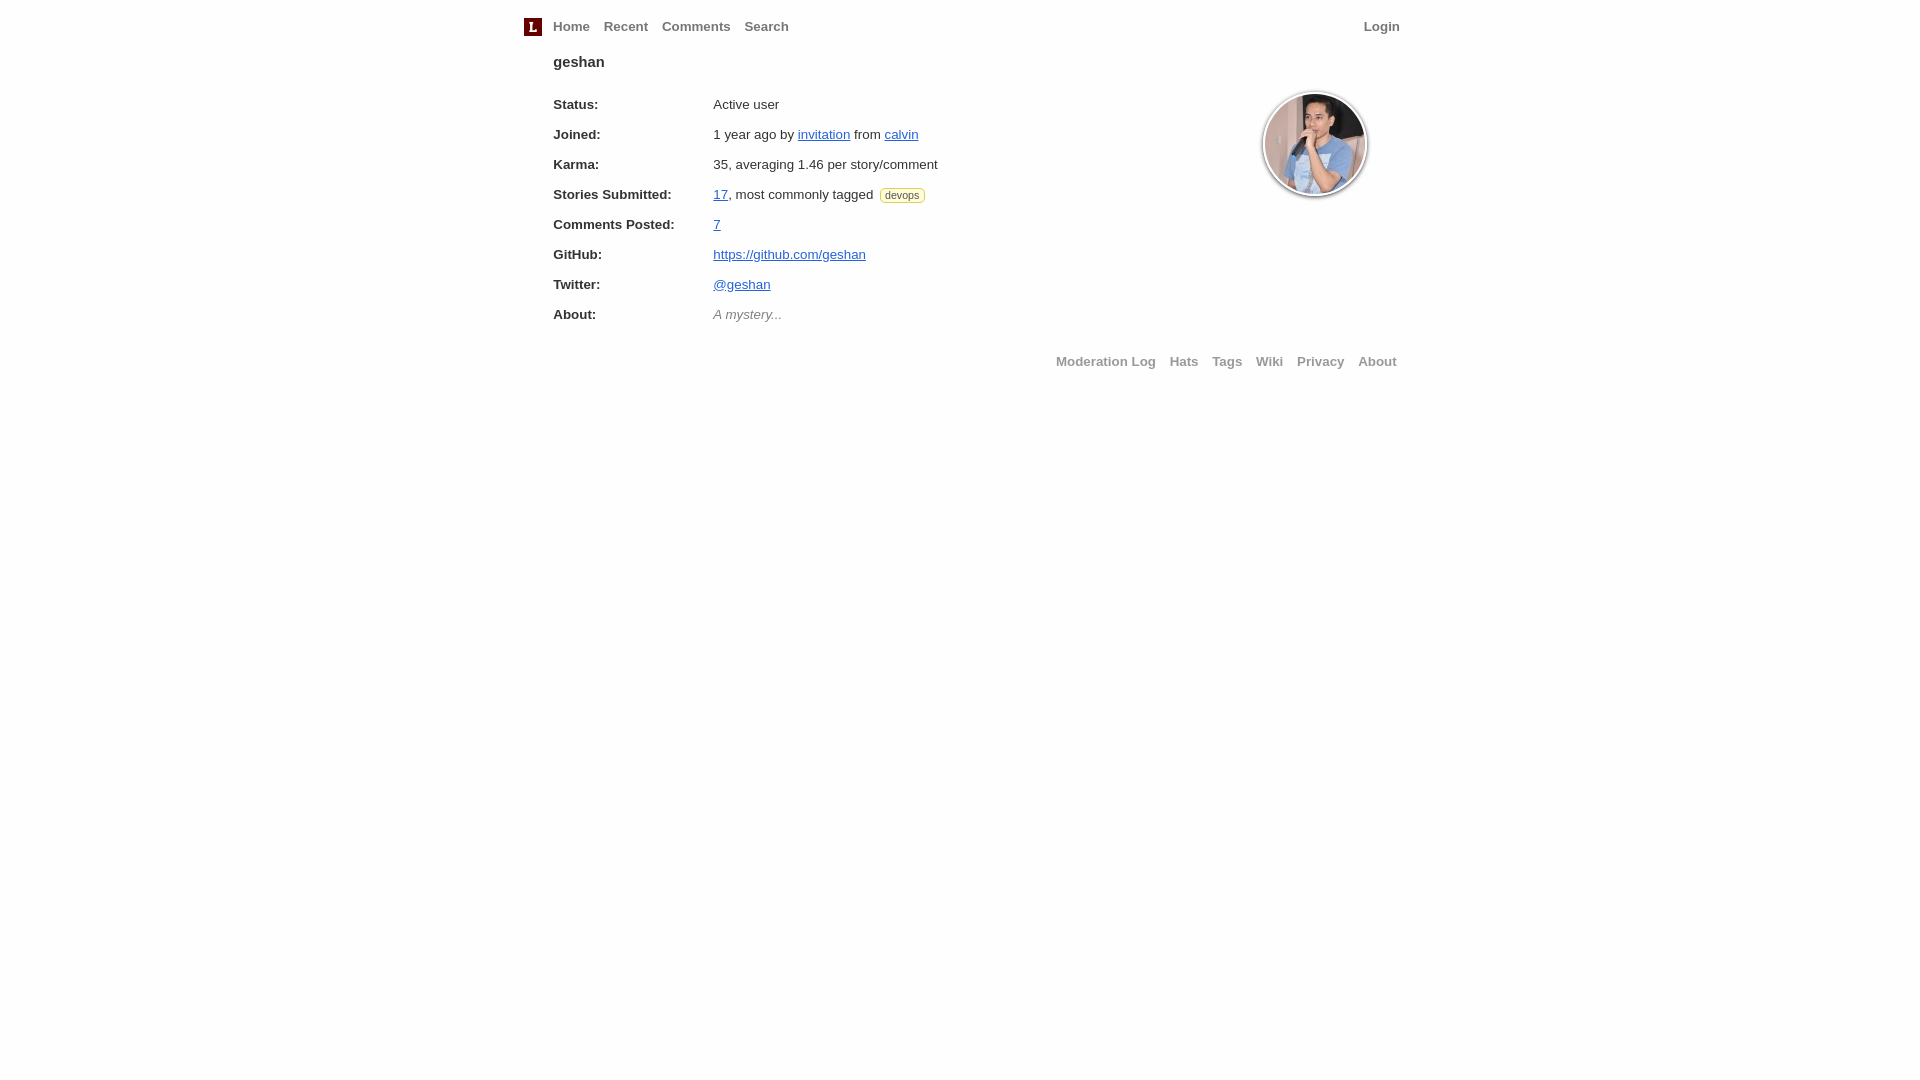 L Home Recent Comments Search Login
geshan
Status: Active user
Joined: 1 year ago by invitation from calvin
Karma: 35, averaging 1.46 per story/comment
Stories Submitted: 17, most commonly tagged devops
Comments Posted: 7
GitHub: https://github.com/geshan
Twitter: @geshan
About: A mystery...
Moderation Log Hats Tags Wiki Privacy About